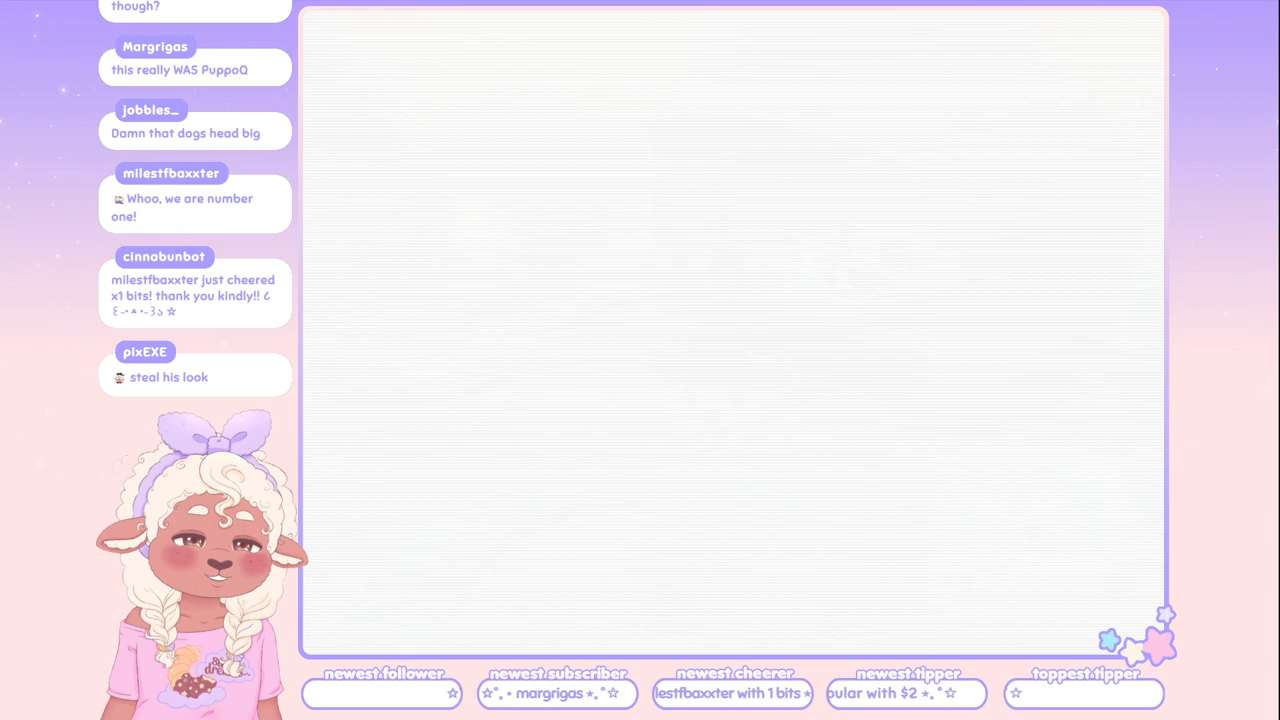 though?
Margrigas
this really WAS PuppoQ
jobbles_
Damn that dogs head big
milestfbaxxter
Whoo, we are number
one!
cinnabunbot
milestfbaxxter just cheered
x1 bits! thank you kindly!!
pixEXE
steal his look
newest follower
newest subscriber
newest cheerer
newest tipper
toppest tipper
margrigas
lestfbaxxter with 1 bits
pular with $2